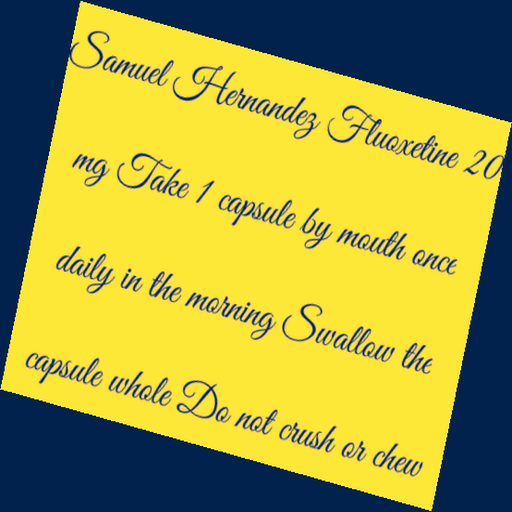 Samuel Hernandez Fluoxetine 20
mg Take 1 capsule by mouth once
daily in the morning Swallow the
capsule whole Do not crush or chew